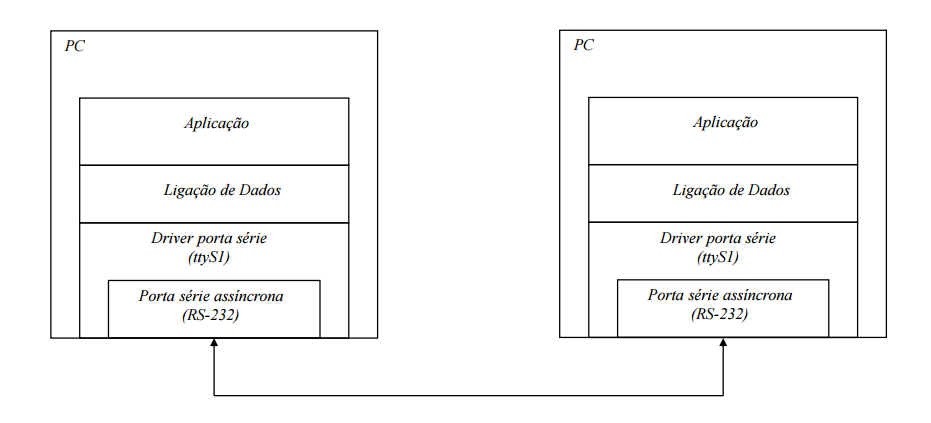 PC
Aplicação
Ligação de Dados
Driver porta série
(ttyS1)
Porta série assíncrona
(RS-232)
PC
Aplicação
Ligação de Dados
Driver porta série
(ttyS1)
Porta série assíncrona
(RS-232)